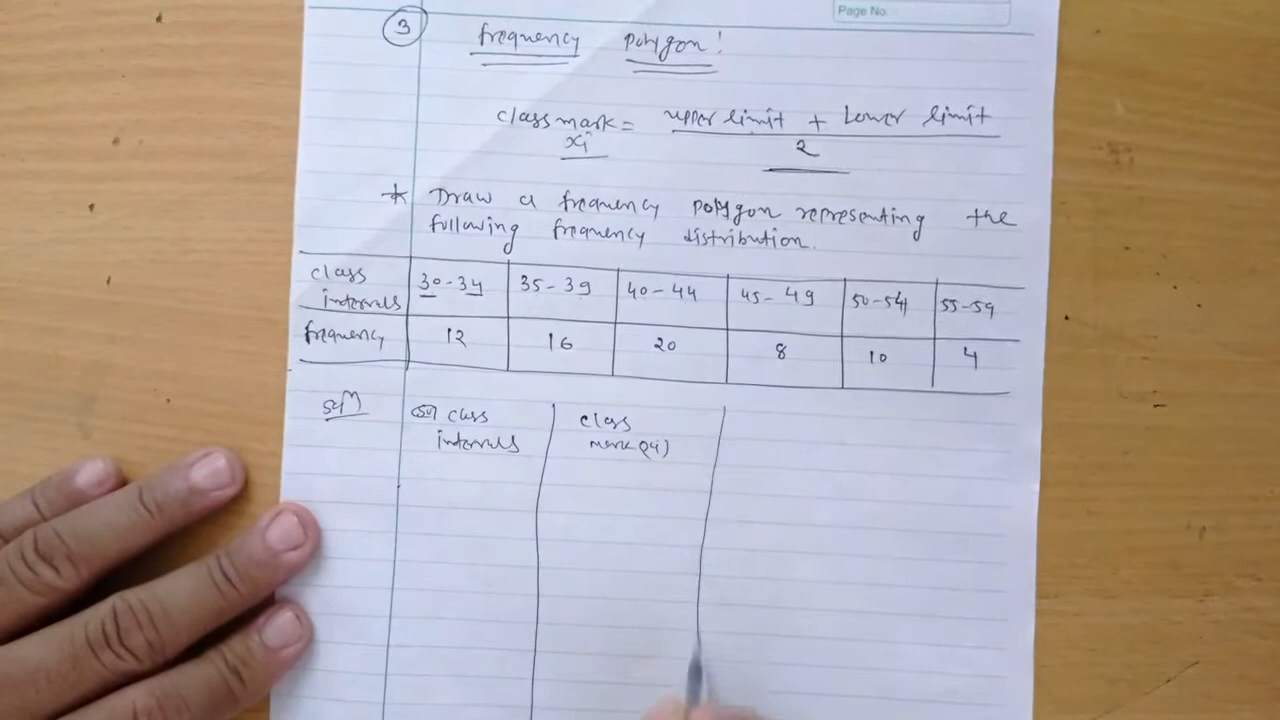 Page No.
3 frequency polygon!
class mark = upper limit + Lower limit
xi 2
* Draw a frequency polygon representing the
following frequency distribution.
class intervals 30-34 35-39 40-44 45-49 50-54 55-59
frequency 12 16 20 8 10 4
class class
intervals mark